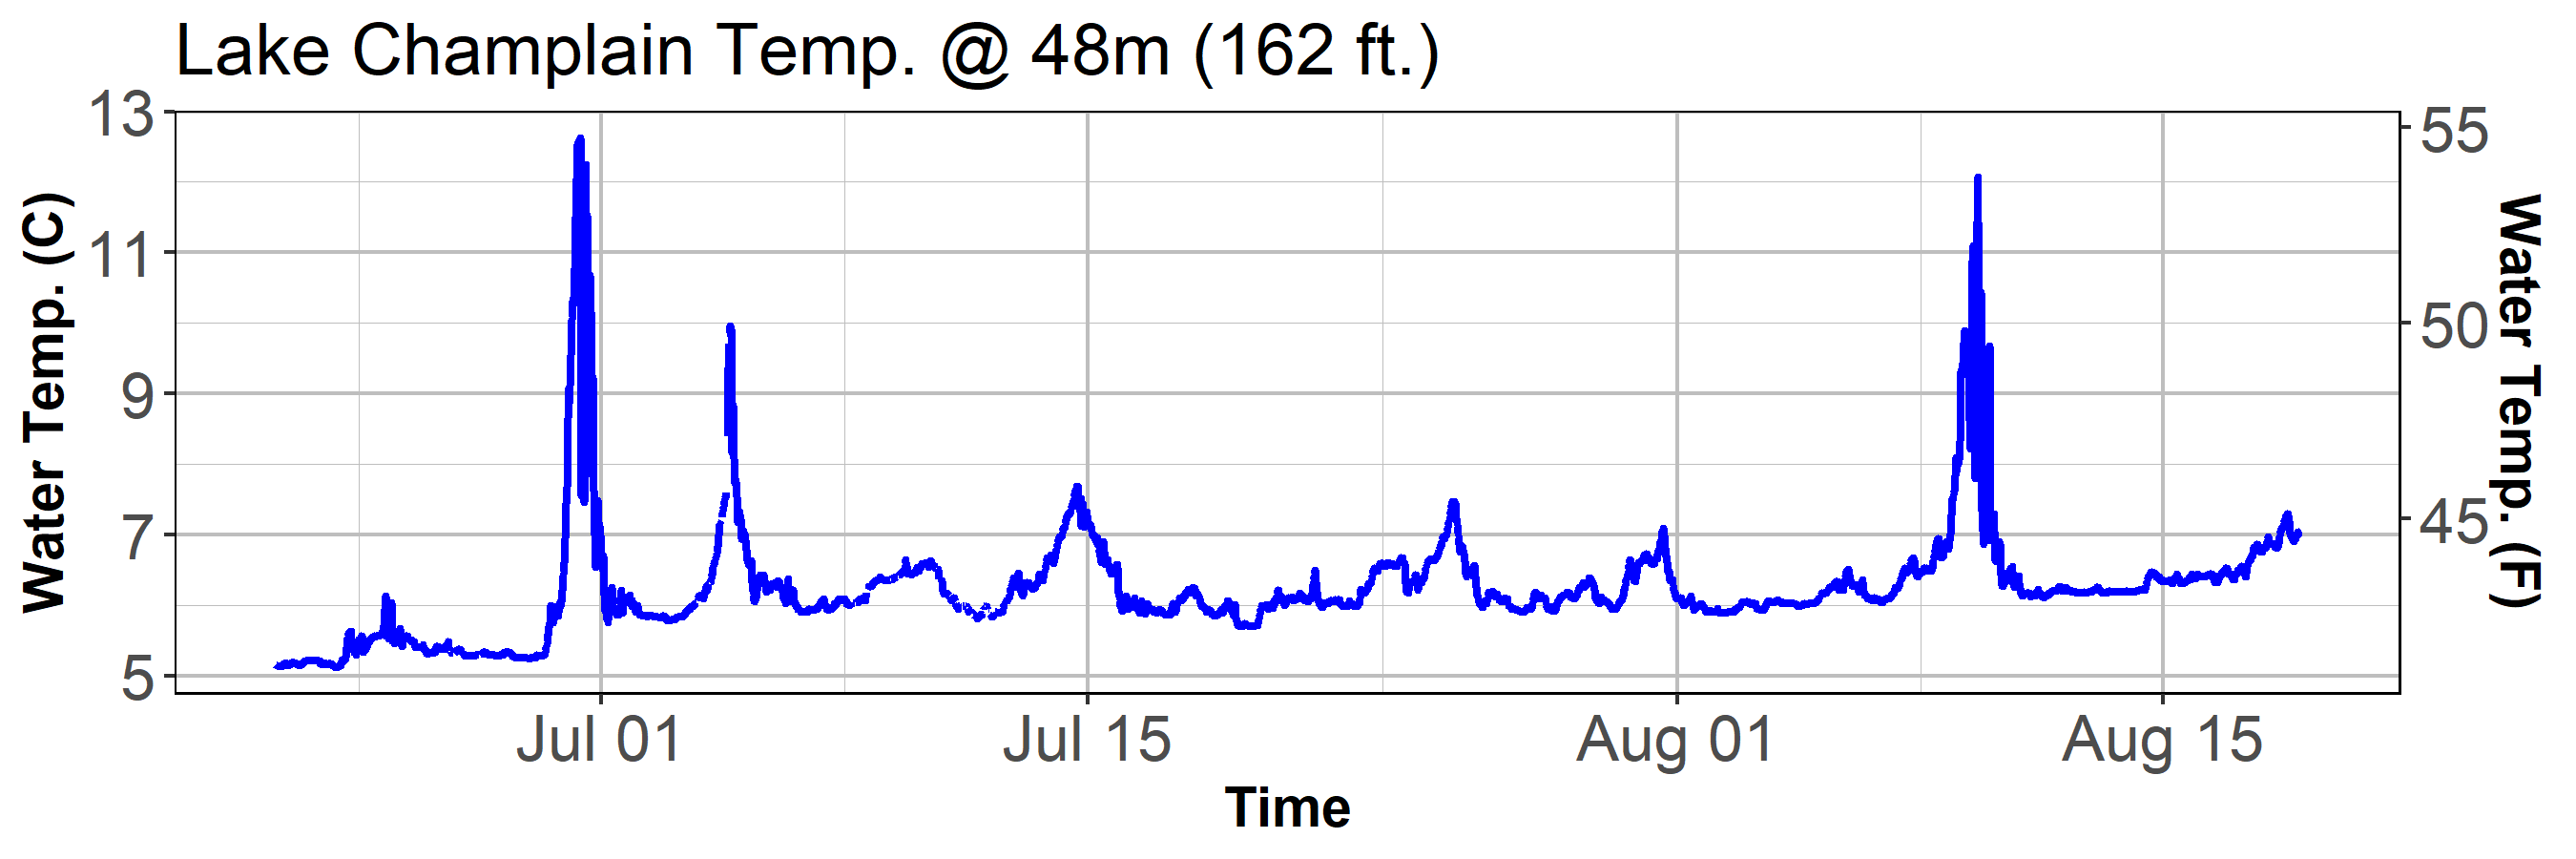 Lake Champlain Temp. @ 48m (162 ft.)
13
11
9
7
5
Water Temp. (C)
55
50
45
Water Temp. (F)
Jul 01
Jul 15
Aug 01
Aug 15
Time